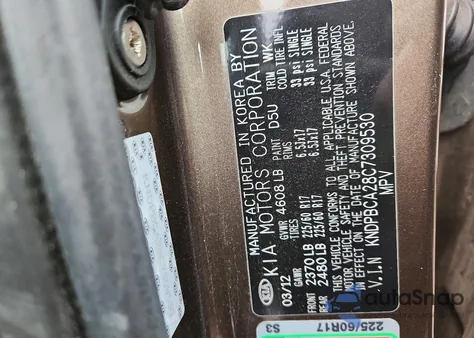 MANUFACTURED IN KOREA BY
KIA MOTORS CORPORATION
KIA
03/12 GVWR 4608 LB PAINT D5U TRIM WK
GAWR TIRES RIMS COLD TIRE INFL
FRONT 2370 LB 225/60 R17 6.5Jx17 33 psi SINGLE
REAR 2480 LB 225/60 R17 6.5Jx17 33 psi SINGLE
THIS VEHICLE CONFORMS TO ALL APPLICABLE U.S.A. FEDERAL
MOTOR VEHICLE SAFETY AND THEFT PREVENTION STANDARDS
IN EFFECT ON THE DATE OF MANUFACTURE SHOWN ABOVE.
V.I.N KNDPBCA28C7309530
MPV
225/60R17
S3
autoSnap